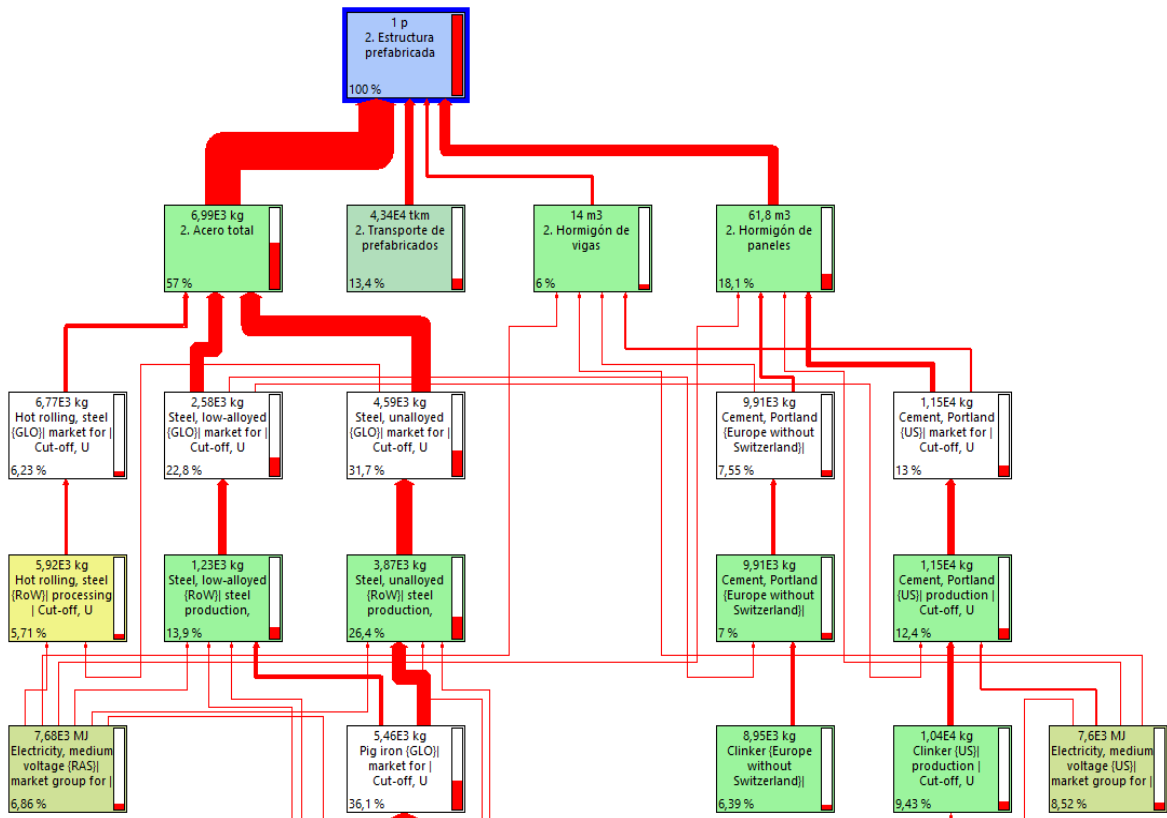 1 p
2. Estructura
prefabricada
100 %
6,99E3 kg
2. Acero total
57 %
4,34E4 tkm
2. Transporte de
prefabricados
13,4 %
14 m3
2. Hormigón de
vigas
6 %
61,8 m3
2. Hormigón de
paneles
18,1 %
6,77E3 kg
Hot rolling, steel
{GLO}| market for |
Cut-off, U
6,23 %
2,58E3 kg
Steel, low-alloyed
{GLO}| market for |
Cut-off, U
22,8 %
4,59E3 kg
Steel, unalloyed
{GLO}| market for |
Cut-off, U
31,7 %
9,91E3 kg
Cement, Portland
{Europe without
Switzerland}|
7,55 %
1,15E4 kg
Cement, Portland
{US}| market for |
Cut-off, U
13 %
5,92E3 kg
Hot rolling, steel
{RoW}| processing
| Cut-off, U
5,71 %
1,23E3 kg
Steel, low-alloyed
{RoW}| steel
production,
13,9 %
3,87E3 kg
Steel, unalloyed
{RoW}| steel
production,
26,4 %
9,91E3 kg
Cement, Portland
{Europe without
Switzerland}|
7 %
1,15E4 kg
Cement, Portland
{US}| production |
Cut-off, U
12,4 %
7,68E3 MJ
Electricity, medium
voltage {RAS}|
market group for |
6,86 %
5,46E3 kg
Pig iron {GLO}|
market for |
Cut-off, U
36,1 %
8,95E3 kg
Clinker {Europe
without
Switzerland}|
6,39 %
1,04E4 kg
Clinker {US}|
production |
Cut-off, U
9,43 %
7,6E3 MJ
Electricity, medium
voltage {US}|
market group for |
8,52 %